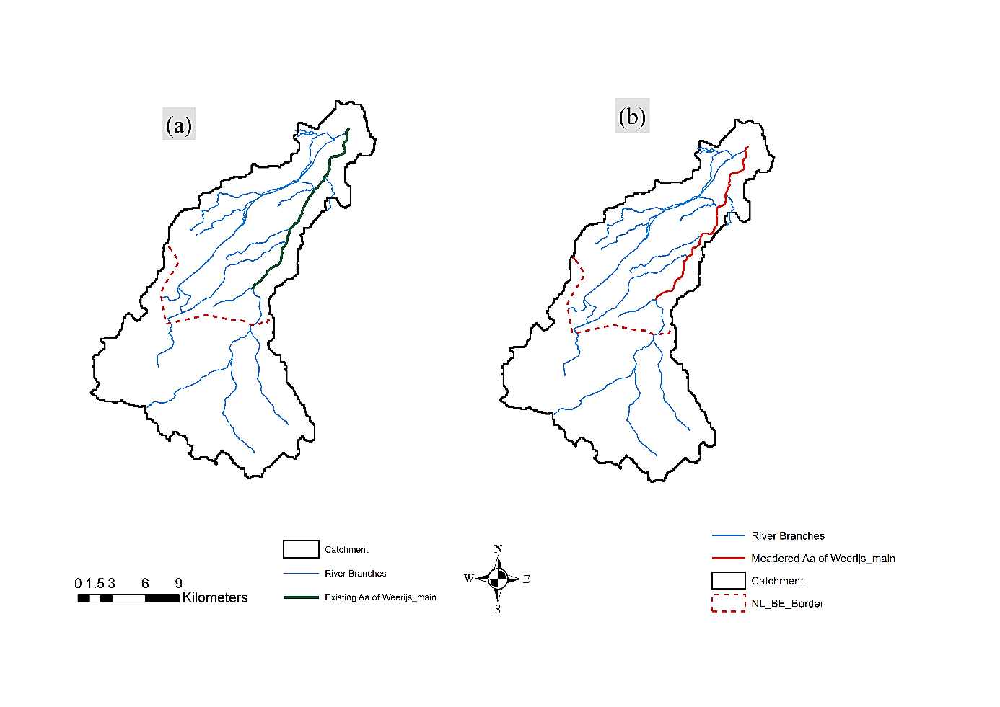 (a)
(b)
Catchment
River Branches
Existing Aa of Weerijs_main
0 1.5 3 6 9
Kilometers
N
W E
S
River Branches
Meadered Aa of Weerijs_main
Catchment
NL_BE_Border